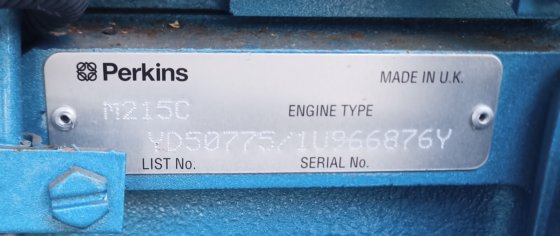 Perkins MADE IN U.K.
M215C ENGINE TYPE
YD50775/1U966876Y
LIST No. SERIAL No.